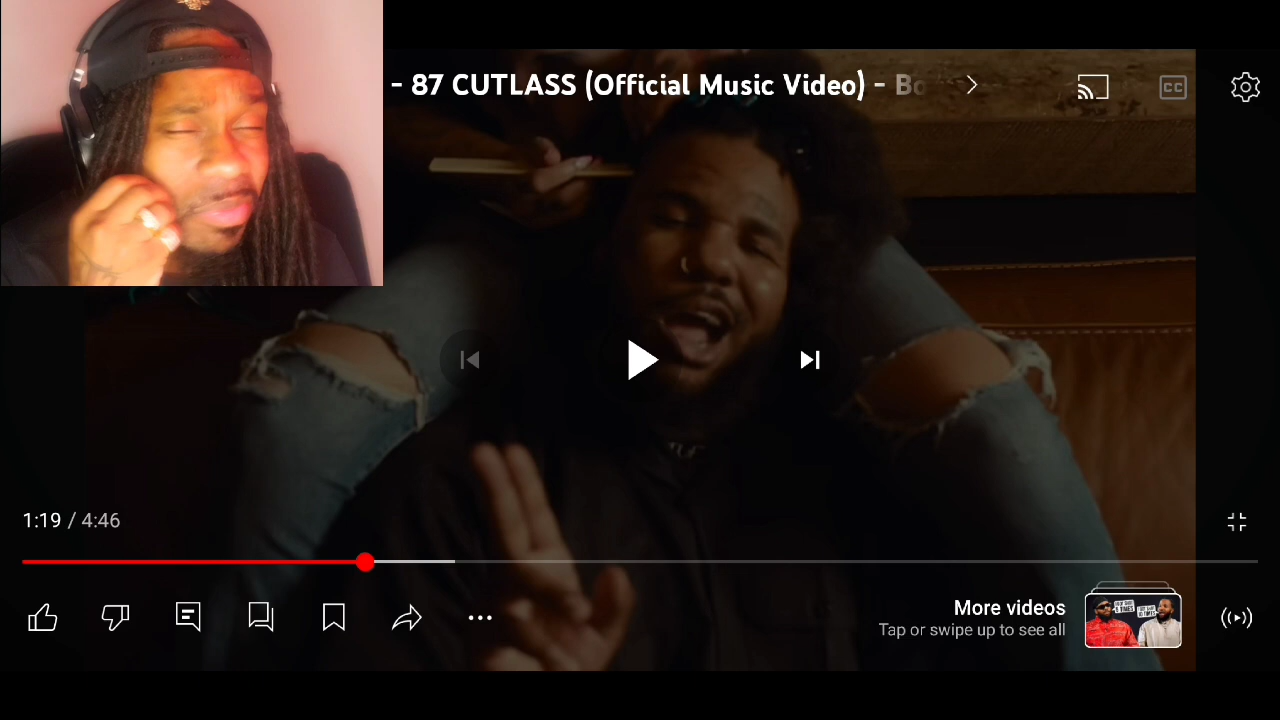 - 87 CUTLASS (Official Music Video) - Bo
CC
1:19 / 4:46
More videos
Tap or swipe up to see all